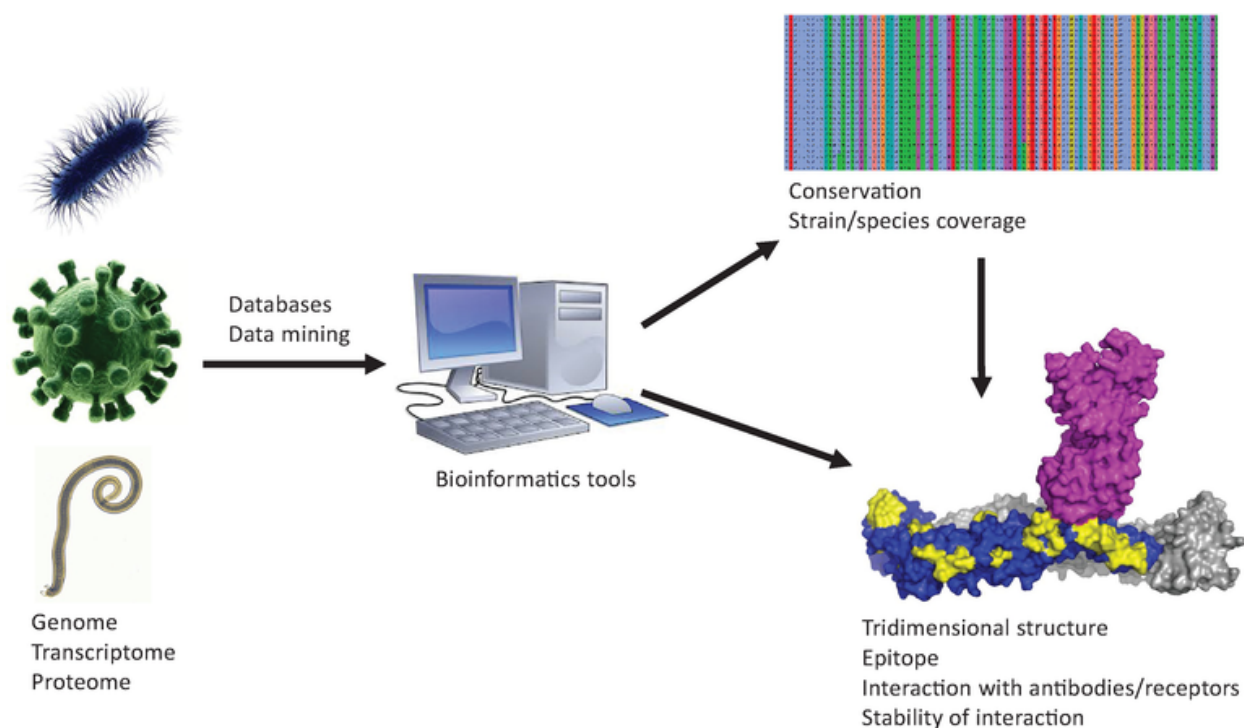 Conservation
Strain/species coverage
Databases
Data mining
Bioinformatics tools
Genome
Transcriptome
Proteome
Tridimensional structure
Epitope
Interaction with antibodies/receptors
Stability of interaction